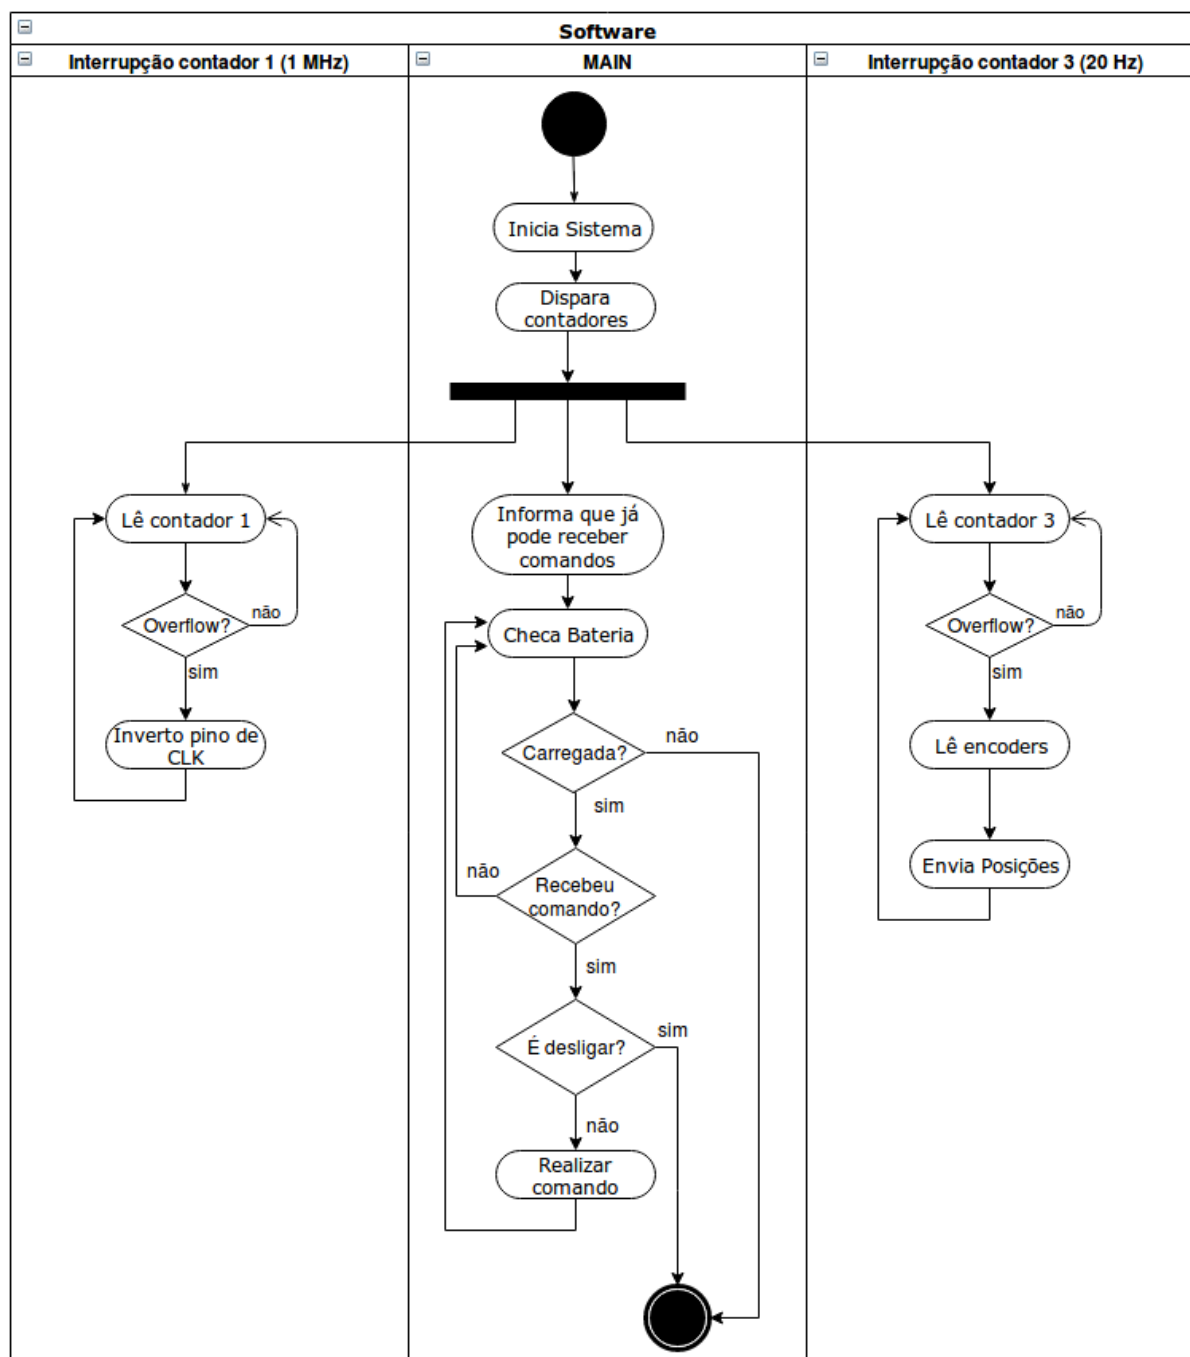 Software
Interrupção contador 1 (1 MHz)
MAIN
Interrupção contador 3 (20 Hz)
Inicia Sistema
Dispara
contadores
Lê contador 1
Overflow?
não
sim
Inverto pino de
CLK
Informa que já
pode receber
comandos
Checa Bateria
Carregada?
não
sim
Recebeu
comando?
não
sim
É desligar?
sim
não
Realizar
comando
Lê contador 3
Overflow?
não
sim
Lê encoders
Envia Posições